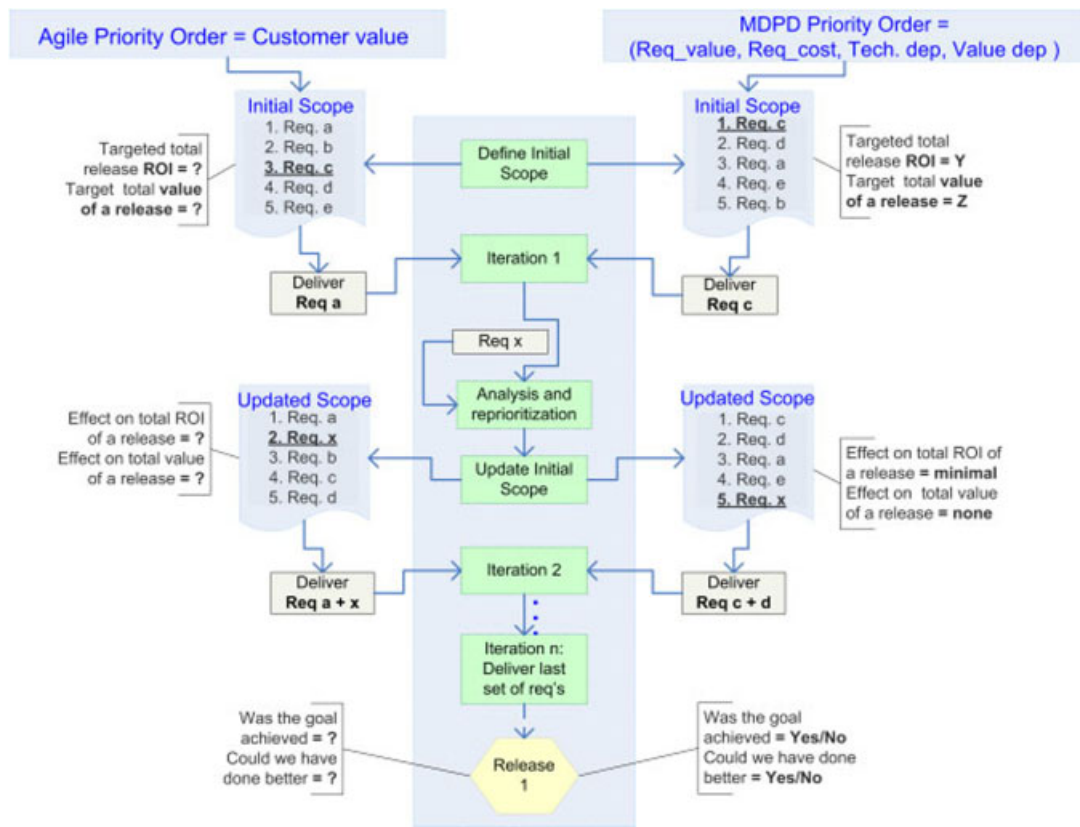 Agile Priority Order = Customer value
MDPD Priority Order =
(Req_value, Req_cost, Tech. dep, Value dep )
Initial Scope
1. Req. a
2. Req. b
3. Req. c
4. Req. d
5. Req. e
Targeted total
release ROI = ?
Target total value
of a release = ?
Define Initial
Scope
Initial Scope
1. Req. c
2. Req. d
3. Req. a
4. Req. e
5. Req. b
Targeted total
release ROI = Y
Target total value
of a release = Z
Deliver
Req a
Iteration 1
Deliver
Req c
Req x
Analysis and
reprioritization
Updated Scope
1. Req. a
2. Req. x
3. Req. b
4. Req. c
5. Req. d
Effect on total ROI
of a release = ?
Effect on total value
of a release = ?
Update Initial
Scope
Updated Scope
1. Req. c
2. Req. d
3. Req. a
4. Req. e
5. Req. x
Effect on total ROI of
a release = minimal
Effect on total value
of a release = none
Deliver
Req a + x
Iteration 2
Deliver
Req c + d
Iteration n:
Deliver last
set of req's
Was the goal
achieved = ?
Could we have
done better = ?
Release
1
Was the goal
achieved = Yes/No
Could we have done
better = Yes/No